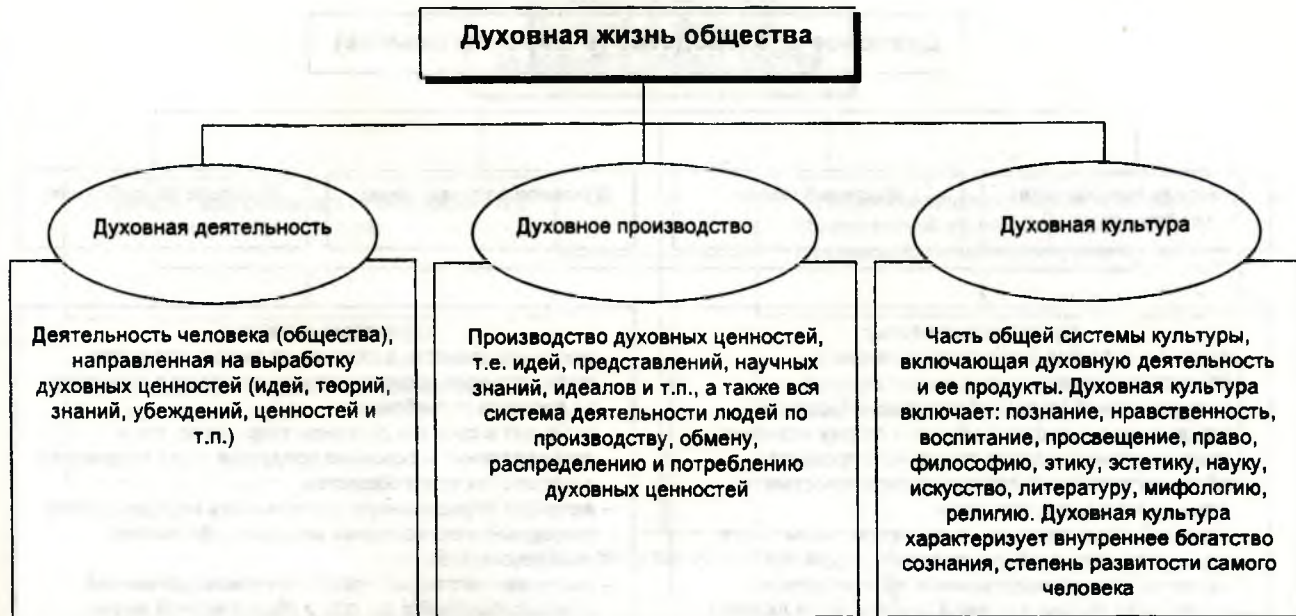 Духовная жизнь общества
Духовная деятельность
Духовное производство
Духовная культура
Деятельность человека (общества),
направленная на выработку
духовных ценностей (идей, теорий,
знаний, убеждений, ценностей и
т.п.)
Производство духовных ценностей,
т.е. идей, представлений, научных
знаний, идеалов и т.п., а также вся
система деятельности людей по
производству, обмену,
распределению и потреблению
духовных ценностей
Часть общей системы культуры,
включающая духовную деятельность
и ее продукты. Духовная культура
включает: познание, нравственность,
воспитание, просвещение, право,
философию, этику, эстетику, науку,
искусство, литературу, мифологию,
религию. Духовная культура
характеризует внутреннее богатство
сознания, степень развитости самого
человека